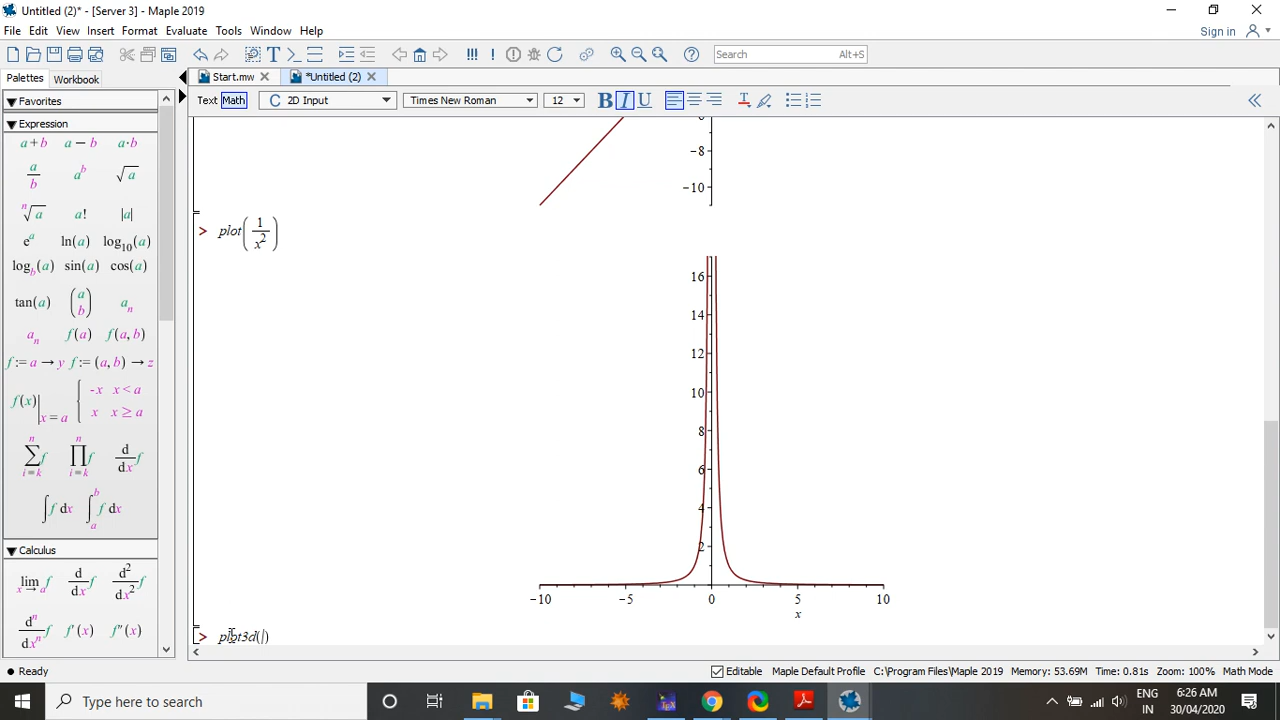 Untitled (2)* - [Server 3] - Maple 2019
File Edit View Insert Format Evaluate Tools Window Help
Sign in
Search Alt+S
Palettes Workbook
Start.mw *Untitled (2)
Favorites
Text Math C 2D Input Times New Roman 12 B I U T
Expression
a + b a − b a·b
a/b a^b √a
ⁿ√a a! |a|
e^a ln(a) log₁₀(a)
log_b(a) sin(a) cos(a)
tan(a) (a b) a_n
a_n f(a) f(a, b)
f := a → y f := (a, b) → z
f(x)|x = a { -x x < a
x x ≥ a
∑ i = k n f ∏ i = k n f d/dx f
∫ f dx ∫ a b f dx
Calculus
lim x → a f d/dx f d²/dx² f
dⁿ/dxⁿ f f'(x) f''(x)
−8
−10
> plot(1/x²)
16
14
12
10
8
6
4
2
−10 −5 0 5 10
x
> plot3d()
Ready
Editable Maple Default Profile C:\Program Files\Maple 2019 Memory: 53.69M Time: 0.81s Zoom: 100% Math Mode
Type here to search
ENG
IN
6:26 AM
30/04/2020